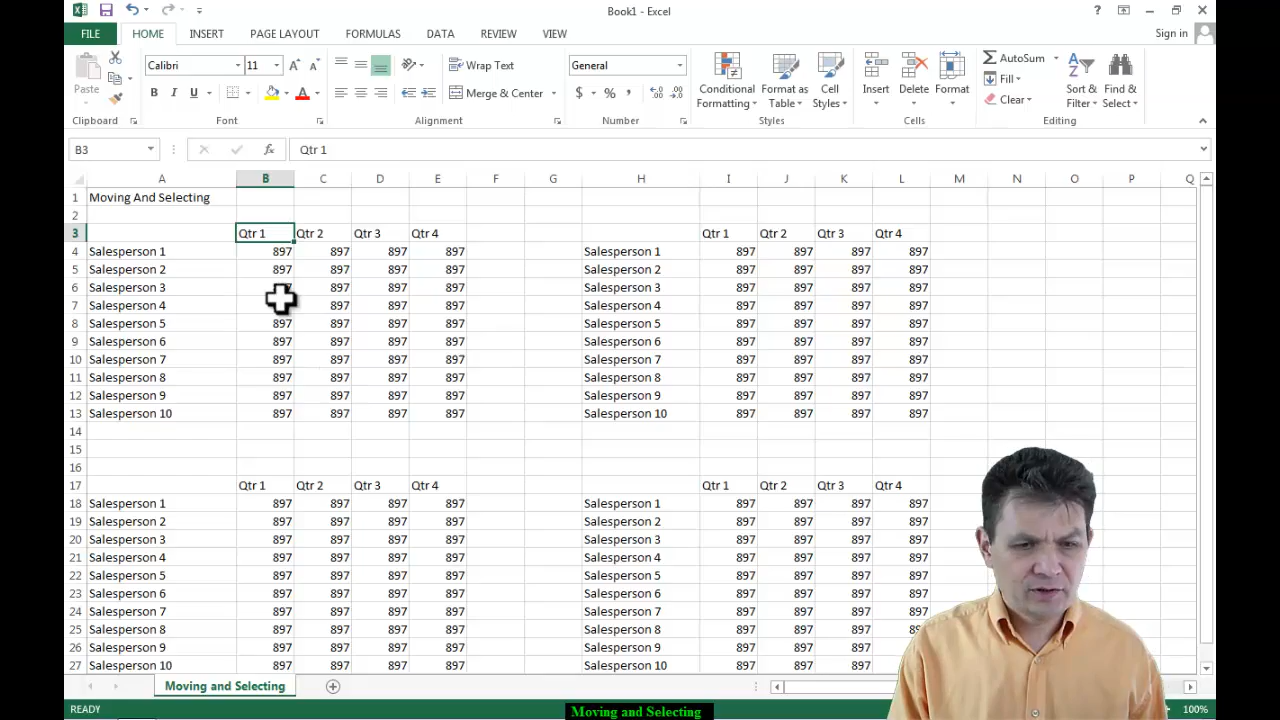 Book1 - Excel
FILE HOME INSERT PAGE LAYOUT FORMULAS DATA REVIEW VIEW Sign in
Calibri 11 Wrap Text General AutoSum
Paste Merge & Center Conditional Formatting Format as Table Cell Styles Insert Delete Format Fill Clear Sort & Filter Find & Select
Clipboard Font Alignment Number Styles Cells Editing
B3 Qtr 1
A B C D E F G H I J K L M N O P Q
1 Moving And Selecting
2
3 Qtr 1 Qtr 2 Qtr 3 Qtr 4 Qtr 1 Qtr 2 Qtr 3 Qtr 4
4 Salesperson 1 897 897 897 897 Salesperson 1 897 897 897 897
5 Salesperson 2 897 897 897 897 Salesperson 2 897 897 897 897
6 Salesperson 3 897 897 897 Salesperson 3 897 897 897 897
7 Salesperson 4 897 897 897 Salesperson 4 897 897 897 897
8 Salesperson 5 897 897 897 897 Salesperson 5 897 897 897 897
9 Salesperson 6 897 897 897 897 Salesperson 6 897 897 897 897
10 Salesperson 7 897 897 897 897 Salesperson 7 897 897 897 897
11 Salesperson 8 897 897 897 897 Salesperson 8 897 897 897 897
12 Salesperson 9 897 897 897 897 Salesperson 9 897 897 897 897
13 Salesperson 10 897 897 897 897 Salesperson 10 897 897 897 897
14
15
16
17 Qtr 1 Qtr 2 Qtr 3 Qtr 4 Qtr 1 Qtr 2 Qtr 3 Qtr 4
18 Salesperson 1 897 897 897 897 Salesperson 1 897 897 897 897
19 Salesperson 2 897 897 897 897 Salesperson 2 897 897 897 897
20 Salesperson 3 897 897 897 897 Salesperson 3 897 897 897 897
21 Salesperson 4 897 897 897 897 Salesperson 4 897 897 897 897
22 Salesperson 5 897 897 897 897 Salesperson 5 897 897 897 897
23 Salesperson 6 897 897 897 897 Salesperson 6 897 897 897 897
24 Salesperson 7 897 897 897 897 Salesperson 7 897 897 897 897
25 Salesperson 8 897 897 897 897 Salesperson 8 897 897 897
26 Salesperson 9 897 897 897 897 Salesperson 9 897 897 897
27 Salesperson 10 897 897 897 897 Salesperson 10 897 897 897
Moving and Selecting
READY 100%
Moving and Selecting